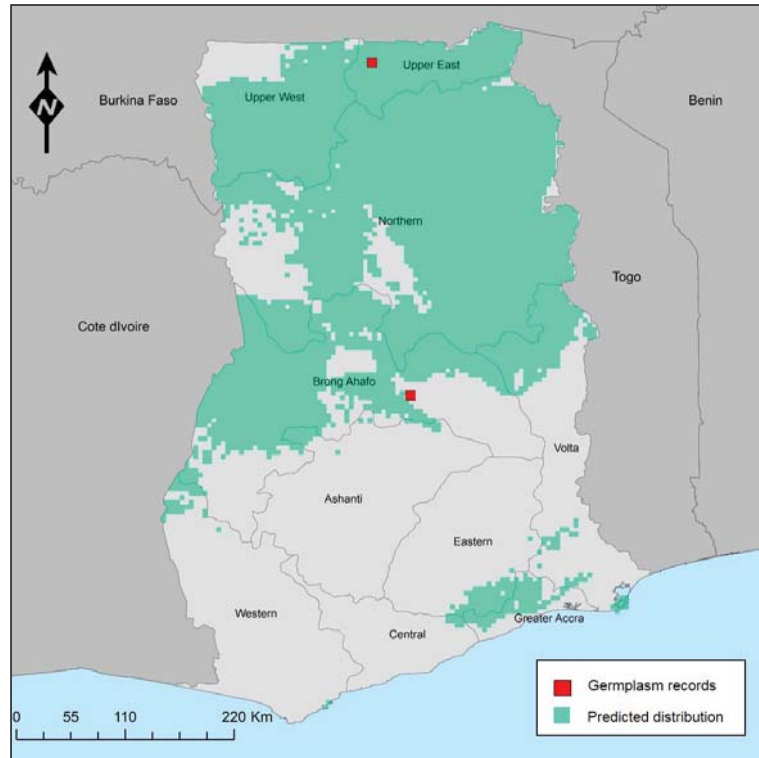 Upper East
Burkina Faso
Upper West
Benin
N
Northern
Togo
Cote dIvoire
Brong Ahafo
Volta
Ashanti
Eastern
Western
Central
Greater Accra
Germplasm records
Predicted distribution
0 55 110 220 Km